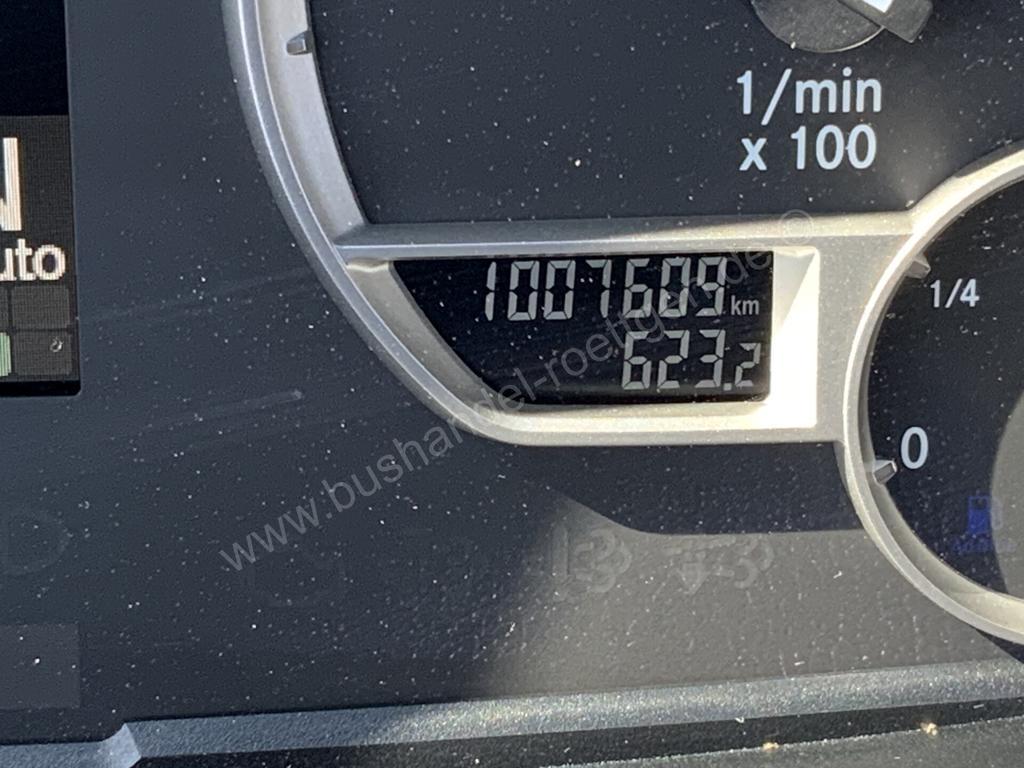 1/min
x 100
N
uto
1007609 km
623.2
1/4
0
www.bushandel-roettgen.de ©